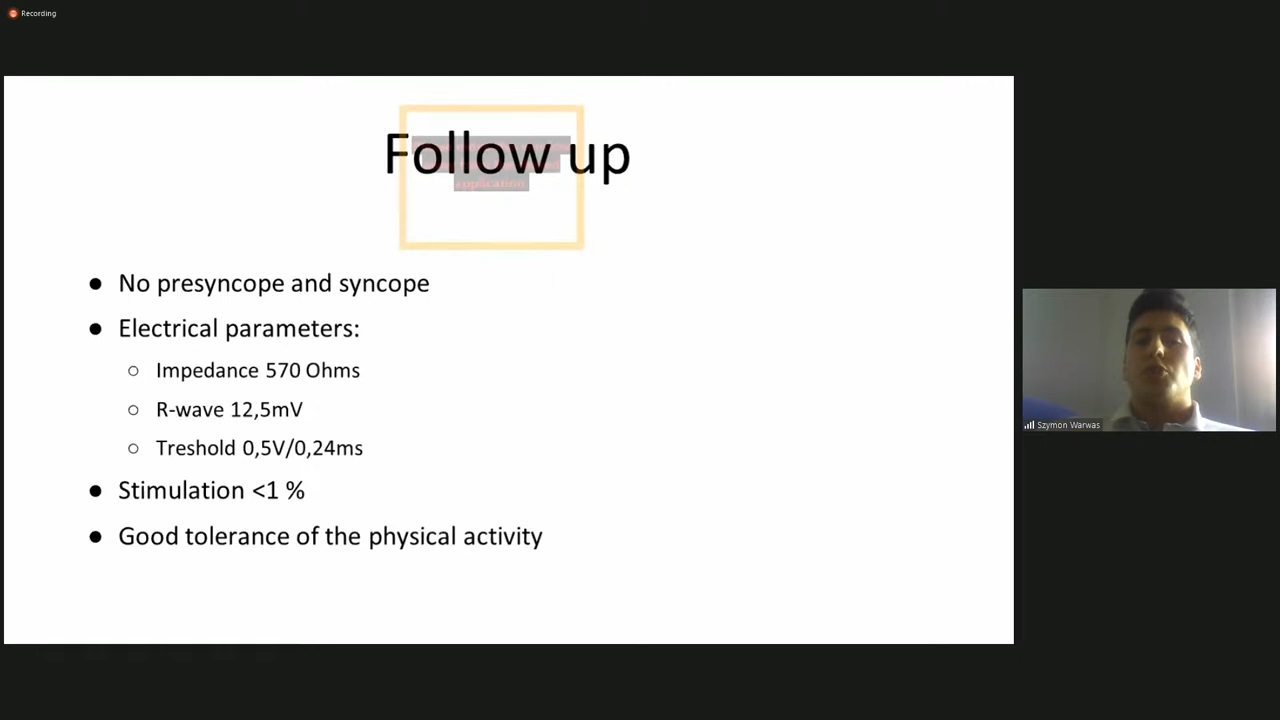 Recording
Follow up
application
● No presyncope and syncope
● Electrical parameters:
○ Impedance 570 Ohms
○ R-wave 12,5mV
○ Treshold 0,5V/0,24ms
● Stimulation <1 %
● Good tolerance of the physical activity
Szymon Warwas